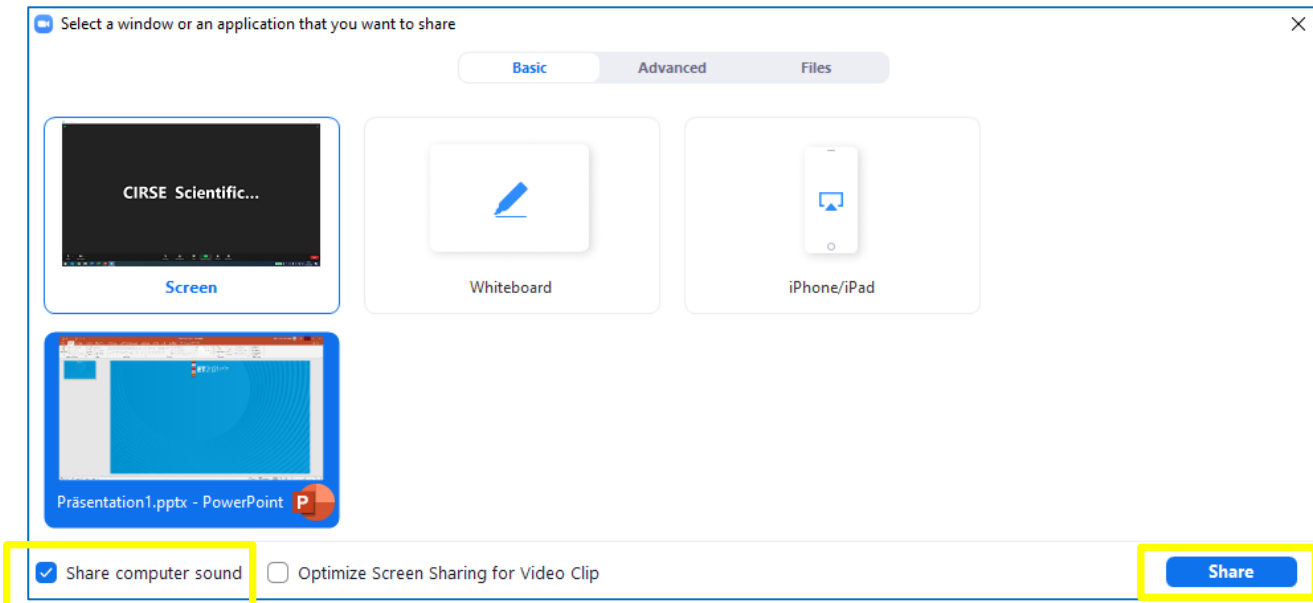 Select a window or an application that you want to share
Basic
Advanced
Files
CIRSE Scientific...
Screen
Whiteboard
iPhone/iPad
Präsentation1.pptx - PowerPoint
P
Share computer sound
Optimize Screen Sharing for Video Clip
Share